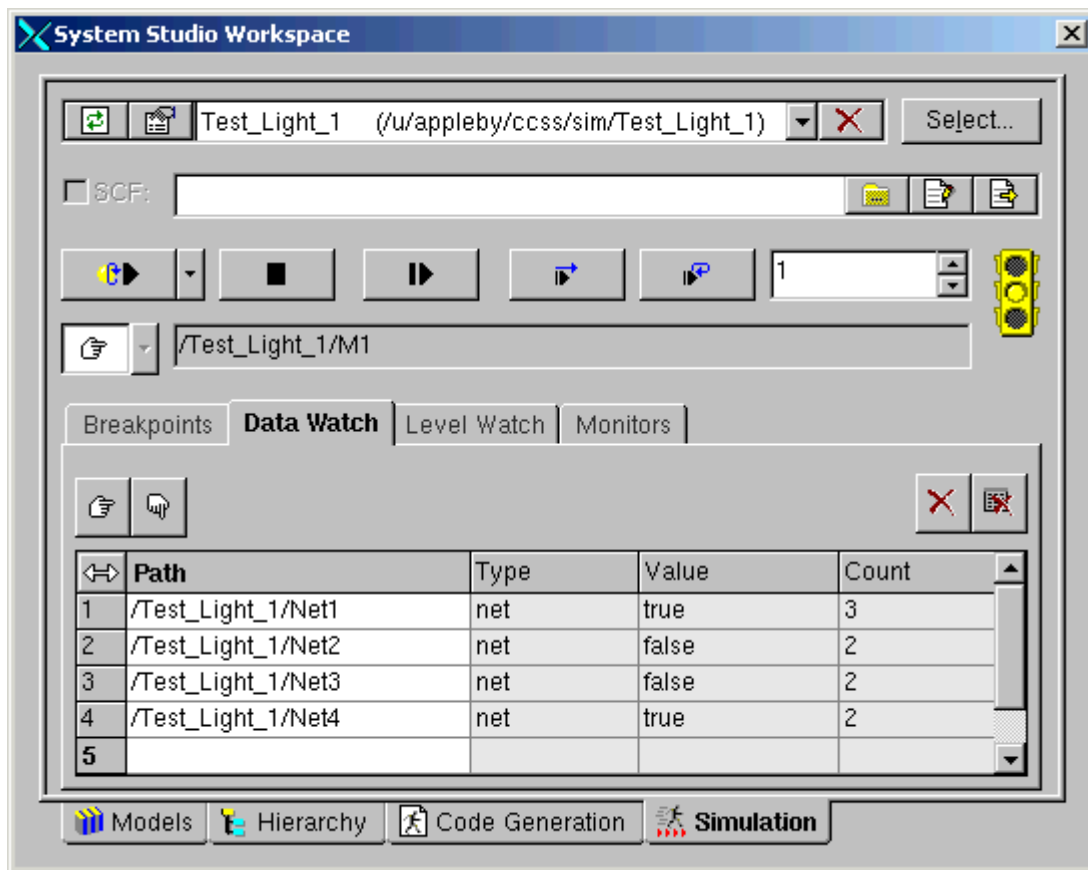 System Studio Workspace
Test_Light_1 (/u/appleby/ccss/sim/Test_Light_1) Select...
SCF:
1
/Test_Light_1/M1
Breakpoints Data Watch Level Watch Monitors
Path Type Value Count
1 /Test_Light_1/Net1 net true 3
2 /Test_Light_1/Net2 net false 2
3 /Test_Light_1/Net3 net false 2
4 /Test_Light_1/Net4 net true 2
5
Models Hierarchy Code Generation Simulation